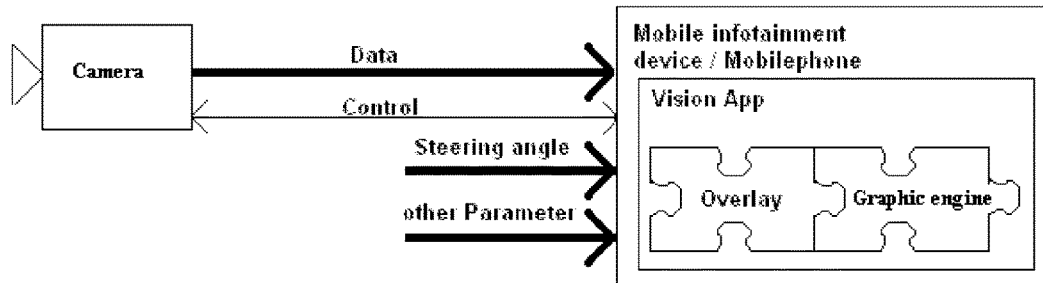 Camera
Data
Control
Steering angle
other Parameter
Mobile infotainment
device / Mobilephone
Vision App
Overlay
Graphic engine